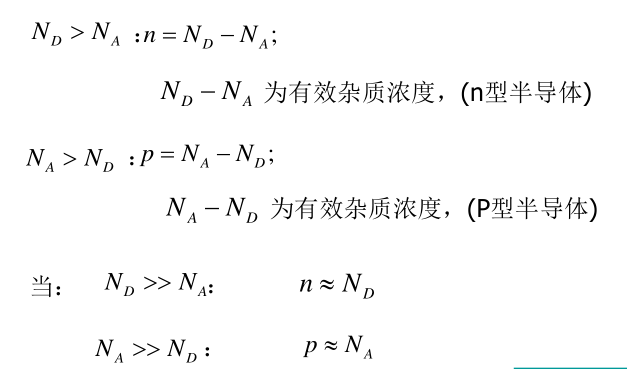 N_D > N_A :n = N_D − N_A;
N_D − N_A 为有效杂质浓度，(n型半导体)
N_A > N_D :p = N_A − N_D;
N_A − N_D 为有效杂质浓度，(P型半导体)
当： N_D >> N_A： n ≈ N_D
N_A >> N_D： p ≈ N_A